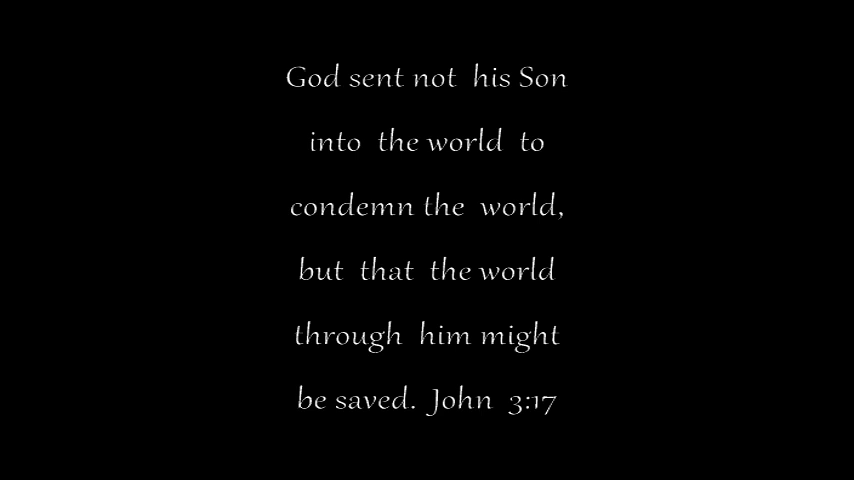 God sent not his Son
into the world to
condemn the world,
but that the world
through him might
be saved. John 3:17